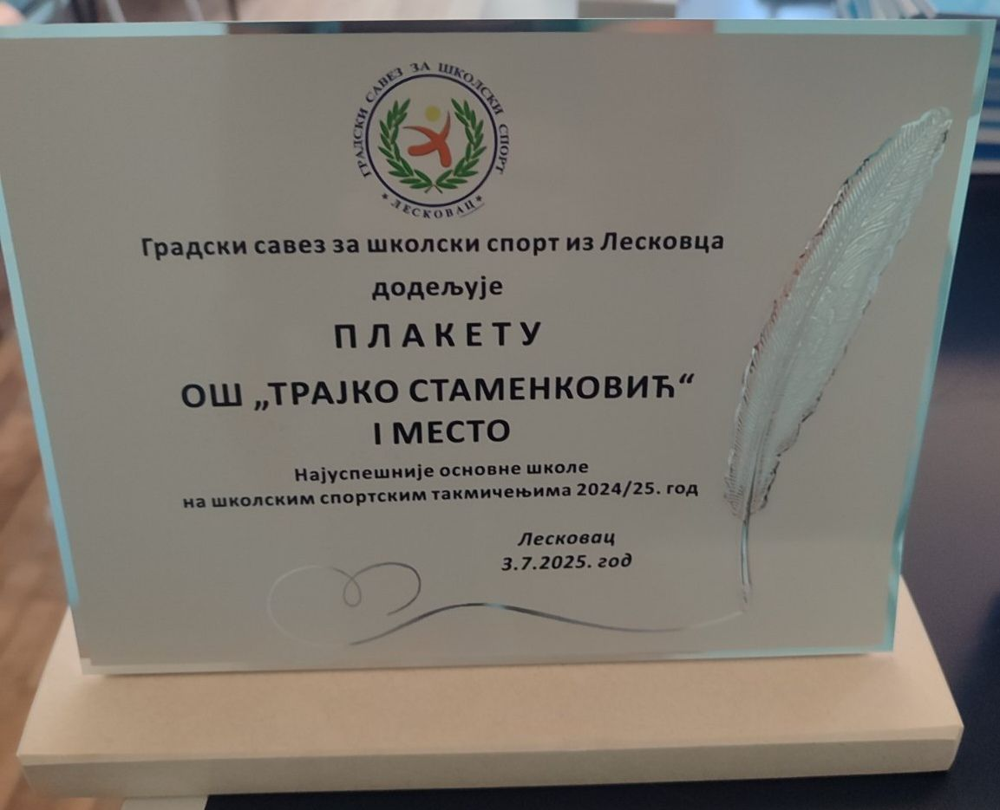 ГРАДСКИ САВЕЗ ЗА ШКОЛСКИ СПОРТ
* ЛЕСКОВАЦ *
Градски савез за школски спорт из Лесковца
додељује
ПЛАКЕТУ
ОШ „ТРАЈКО СТАМЕНКОВИЋ“
I МЕСТО
Најуспешније основне школе
на школским спортским такмичењима 2024/25. год
Лесковац
3.7.2025. год